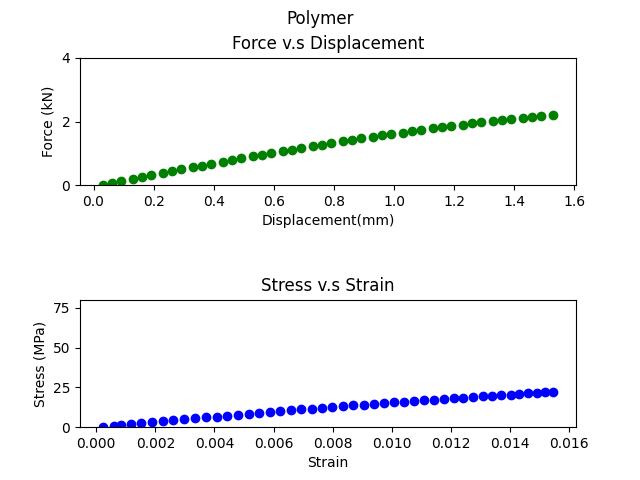 Polymer
Force v.s Displacement
4
2
0
Force (kN)
0.0 0.2 0.4 0.6 0.8 1.0 1.2 1.4 1.6
Displacement(mm)
Stress v.s Strain
75
50
25
0
Stress (MPa)
0.000 0.002 0.004 0.006 0.008 0.010 0.012 0.014 0.016
Strain